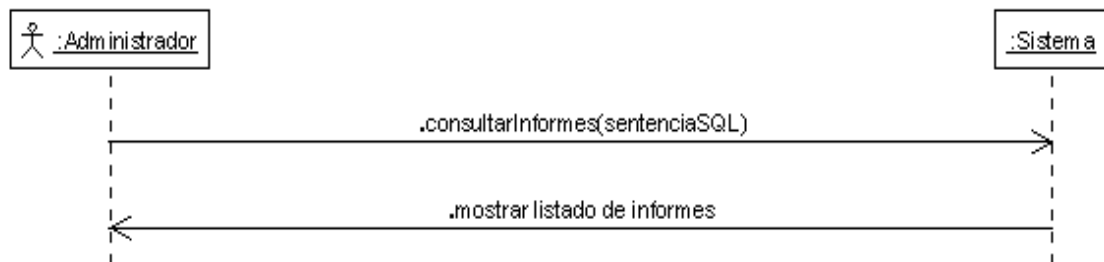 :Administrador
:Sistema
.consultarInformes(sentenciaSQL)
.mostrar listado de informes